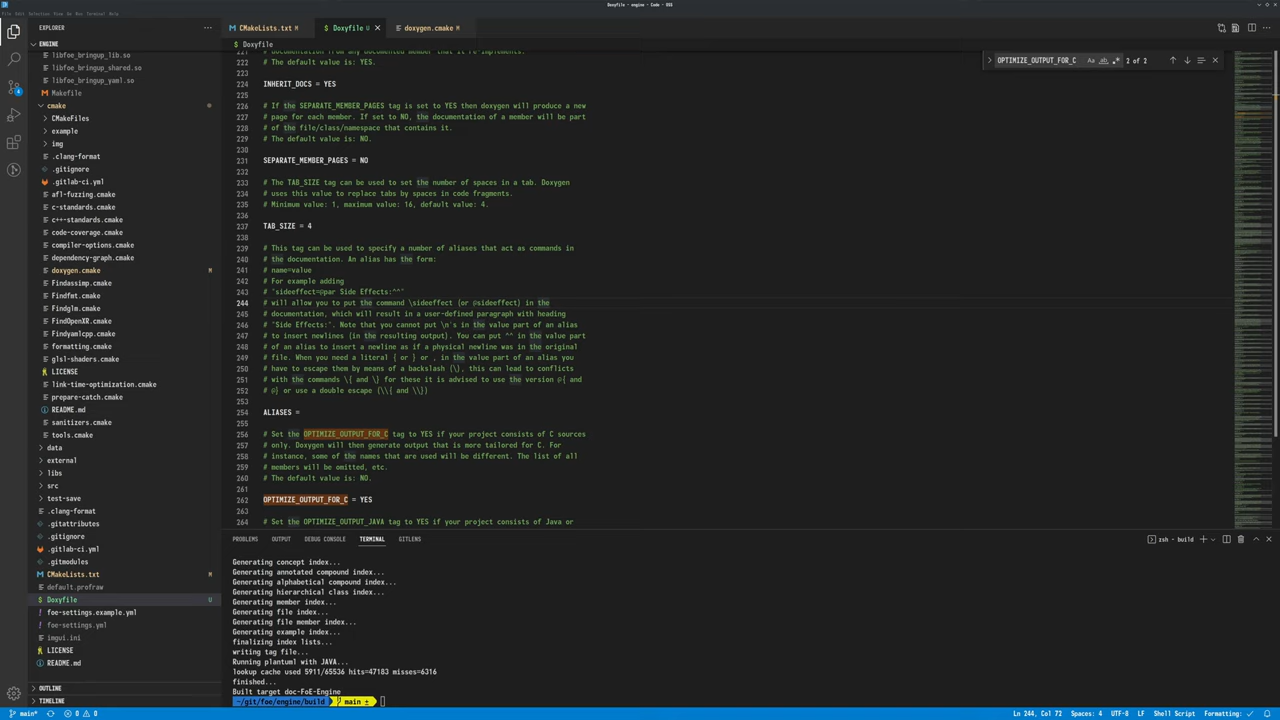 Doxyfile - engine - Code - OSS
File Edit Selection View Go Run Terminal Help
EXPLORER
ENGINE
libfoe_bringup_lib.so
libfoe_bringup_shared.so
libfoe_bringup_yaml.so
Makefile
cmake
CMakeFiles
example
img
.clang-format
.gitignore
.gitlab-ci.yml
afl-fuzzing.cmake
c-standards.cmake
c++-standards.cmake
code-coverage.cmake
compiler-options.cmake
dependency-graph.cmake
doxygen.cmake M
Findassimp.cmake
Findfmt.cmake
Findglm.cmake
FindOpenXR.cmake
Findyamlcpp.cmake
formatting.cmake
glsl-shaders.cmake
LICENSE
link-time-optimization.cmake
prepare-catch.cmake
README.md
sanitizers.cmake
tools.cmake
data
external
libs
src
test-save
.clang-format
.gitattributes
.gitignore
.gitlab-ci.yml
.gitmodules
CMakeLists.txt M
default.profraw
Doxyfile U
foe-settings.example.yml
foe-settings.yml
imgui.ini
LICENSE
README.md
OUTLINE
TIMELINE
CMakeLists.txt M
Doxyfile U
doxygen.cmake M
Doxyfile
OPTIMIZE_OUTPUT_FOR_C Aa ab 2 of 2
221 # documentation from any documented member that it re-implements.
222 # The default value is: YES.
223
224 INHERIT_DOCS = YES
225
226 # If the SEPARATE_MEMBER_PAGES tag is set to YES then doxygen will produce a new
227 # page for each member. If set to NO, the documentation of a member will be part
228 # of the file/class/namespace that contains it.
229 # The default value is: NO.
230
231 SEPARATE_MEMBER_PAGES = NO
232
233 # The TAB_SIZE tag can be used to set the number of spaces in a tab. Doxygen
234 # uses this value to replace tabs by spaces in code fragments.
235 # Minimum value: 1, maximum value: 16, default value: 4.
236
237 TAB_SIZE = 4
238
239 # This tag can be used to specify a number of aliases that act as commands in
240 # the documentation. An alias has the form:
241 # name=value
242 # For example adding
243 # "sideeffect=@par Side Effects:^^"
244 # will allow you to put the command \sideeffect (or @sideeffect) in the
245 # documentation, which will result in a user-defined paragraph with heading
246 # "Side Effects:". Note that you cannot put \n's in the value part of an alias
247 # to insert newlines (in the resulting output). You can put ^^ in the value part
248 # of an alias to insert a newline as if a physical newline was in the original
249 # file. When you need a literal { or } or , in the value part of an alias you
250 # have to escape them by means of a backslash (\), this can lead to conflicts
251 # with the commands \{ and \} for these it is advised to use the version @{ and
252 # @} or use a double escape (\\{ and \\})
253
254 ALIASES =
255
256 # Set the OPTIMIZE_OUTPUT_FOR_C tag to YES if your project consists of C sources
257 # only. Doxygen will then generate output that is more tailored for C. For
258 # instance, some of the names that are used will be different. The list of all
259 # members will be omitted, etc.
260 # The default value is: NO.
261
262 OPTIMIZE_OUTPUT_FOR_C = YES
263
264 # Set the OPTIMIZE_OUTPUT_JAVA tag to YES if your project consists of Java or
PROBLEMS OUTPUT DEBUG CONSOLE TERMINAL GITLENS
zsh - build
Generating concept index...
Generating annotated compound index...
Generating alphabetical compound index...
Generating hierarchical class index...
Generating member index...
Generating file index...
Generating file member index...
Generating example index...
finalizing index lists...
writing tag file...
Running plantuml with JAVA...
lookup cache used 5911/65536 hits=47183 misses=6316
finished...
Built target doc-FoE-Engine
~/git/foe/engine/build main ±
main* 0 0
Ln 244, Col 72 Spaces: 4 UTF-8 LF Shell Script Formatting: ✓